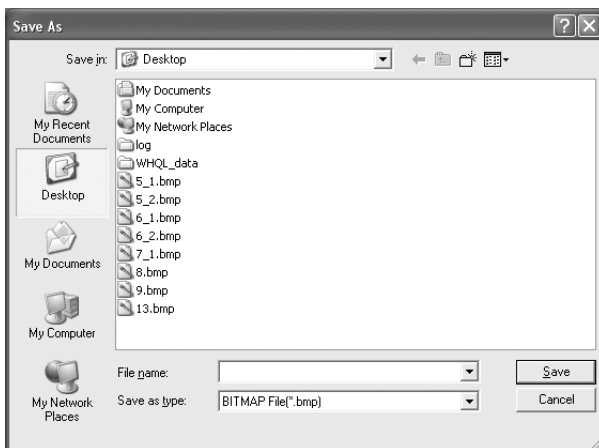 Save As
Save in:
Desktop
My Recent
Documents
Desktop
My Documents
My Computer
My Network
Places
My Documents
My Computer
My Network Places
log
WHQL_data
5_1.bmp
5_2.bmp
6_1.bmp
6_2.bmp
7_1.bmp
8.bmp
9.bmp
13.bmp
File name:
Save
Save as type:
BITMAP File(*.bmp)
Cancel